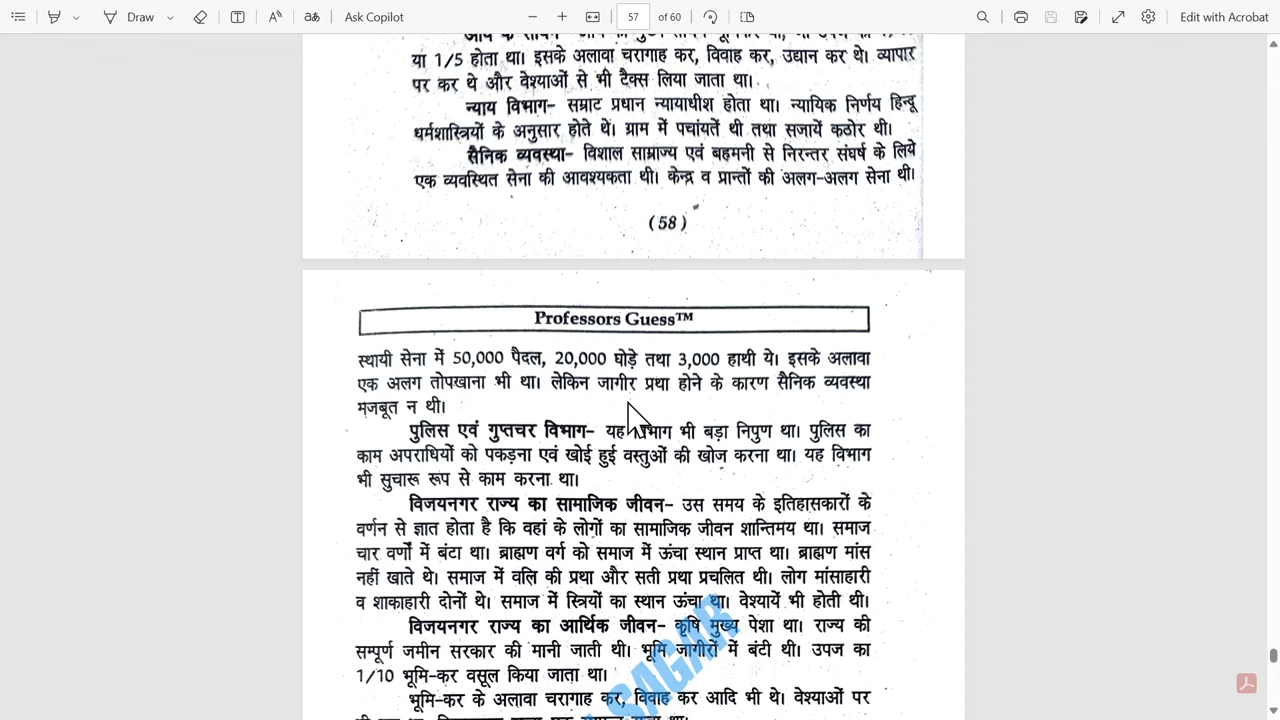 Draw
Ask Copilot
57 of 60
Edit with Acrobat
या 1/5 होता था। इसके अलावा चरागाह कर, विवाह कर, उद्यान कर थे। व्यापार
पर कर थे और वेश्याओं से भी टैक्स लिया जाता था।
न्याय विभाग- सम्राट प्रधान न्यायाधीश होता था। न्यायिक निर्णय हिन्दू
धर्मशास्त्रियों के अनुसार होते थे। ग्राम में पचांयतें थी तथा सजायें कठोर थी।
सैनिक व्यवस्था- विशाल साम्राज्य एवं बहमनी से निरन्तर संघर्ष के लिये
एक व्यवस्थित सेना की आवश्यकता थी। केन्द्र व प्रान्तों की अलग-अलग सेना थी।
(58)
Professors Guess™
स्थायी सेना में 50,000 पैदल, 20,000 घोड़े तथा 3,000 हाथी ये। इसके अलावा
एक अलग तोपखाना भी था। लेकिन जागीर प्रथा होने के कारण सैनिक व्यवस्था
मजबूत न थी।
पुलिस एवं गुप्तचर विभाग- यह विभाग भी बड़ा निपुण था। पुलिस का
काम अपराधियों को पकड़ना एवं खोई हुई वस्तुओं की खोज करना था। यह विभाग
भी सुचारू रूप से काम करना था।
विजयनगर राज्य का सामाजिक जीवन- उस समय के इतिहासकारों के
वर्णन से ज्ञात होता है कि वहां के लोगों का सामाजिक जीवन शान्तिमय था। समाज
चार वर्णों में बंटा था। ब्राह्मण वर्ग को समाज में ऊंचा स्थान प्राप्त था। ब्राह्मण मांस
नहीं खाते थे। समाज में वलि की प्रथा और सती प्रथा प्रचलित थी। लोग मांसाहारी
व शाकाहारी दोनों थे। समाज में स्त्रियों का स्थान ऊंचा था। वेश्यायें भी होती थी।
विजयनगर राज्य का आर्थिक जीवन- कृषि मुख्य पेशा था। राज्य की
सम्पूर्ण जमीन सरकार की मानी जाती थी। भूमि जागीरों में बंटी थी। उपज का
1/10 भूमि-कर वसूल किया जाता था।
भूमि-कर के अलावा चरागाह कर, विवाह कर आदि भी थे। वेश्याओं पर
SAGAR